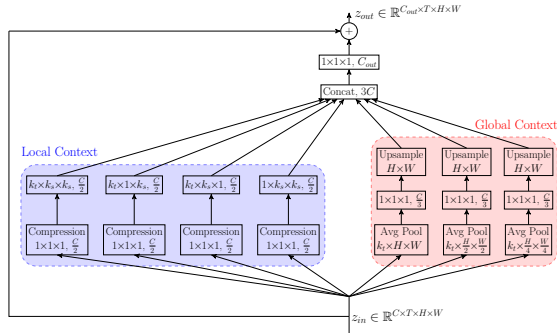 z_out ∈ ℝ^{C_out×T×H×W}
+
1×1×1, C_out
Concat, 3C
Global Context
Local Context
Upsample
H×W
Upsample
H×W
Upsample
H×W
k_t×k_s×k_s, C/2
k_t×1×k_s, C/2
k_t×k_s×1, C/2
1×k_s×k_s, C/2
1×1×1, C/3
1×1×1, C/3
1×1×1, C/3
Compression
1×1×1, C/2
Compression
1×1×1, C/2
Compression
1×1×1, C/2
Compression
1×1×1, C/2
Avg Pool
k_t×H×W
Avg Pool
k_t×H/2×W/2
Avg Pool
k_t×H/4×W/4
z_in ∈ ℝ^{C×T×H×W}